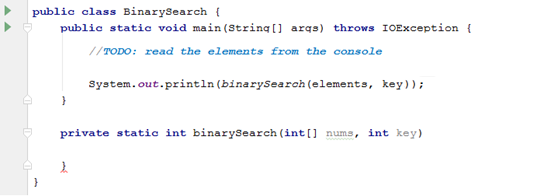 public class BinarySearch {
public static void main(String[] args) throws IOException {
//TODO: read the elements from the console
System.out.println(binarySearch(elements, key));
}
private static int binarySearch(int[] nums, int key)
}
}